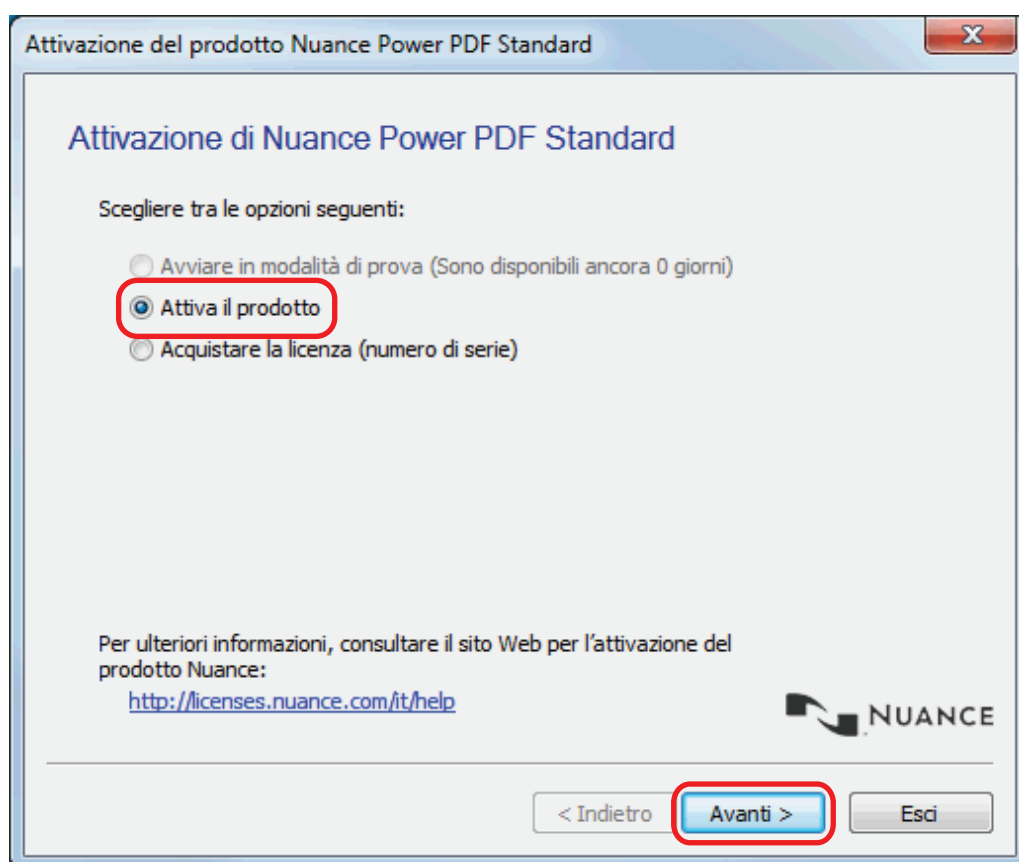 Attivazione del prodotto Nuance Power PDF Standard
Attivazione di Nuance Power PDF Standard
Scegliere tra le opzioni seguenti:
Avviare in modalità di prova (Sono disponibili ancora 0 giorni)
Attiva il prodotto
Acquistare la licenza (numero di serie)
Per ulteriori informazioni, consultare il sito Web per l’attivazione del
prodotto Nuance:
http://licenses.nuance.com/it/help
NUANCE
< Indietro Avanti > Esci